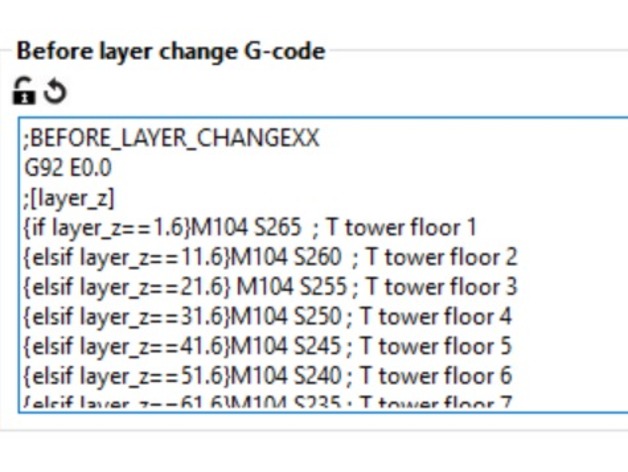 Before layer change G-code
;BEFORE_LAYER_CHANGEXX
G92 E0.0
;[layer_z]
{if layer_z==1.6}M104 S265  ; T tower floor 1
{elsif layer_z==11.6}M104 S260  ; T tower floor 2
{elsif layer_z==21.6} M104 S255 ; T tower floor 3
{elsif layer_z==31.6}M104 S250 ; T tower floor 4
{elsif layer_z==41.6}M104 S245 ; T tower floor 5
{elsif layer_z==51.6}M104 S240 ; T tower floor 6
{elsif layer_z==61.6}M104 S235 ; T tower floor 7